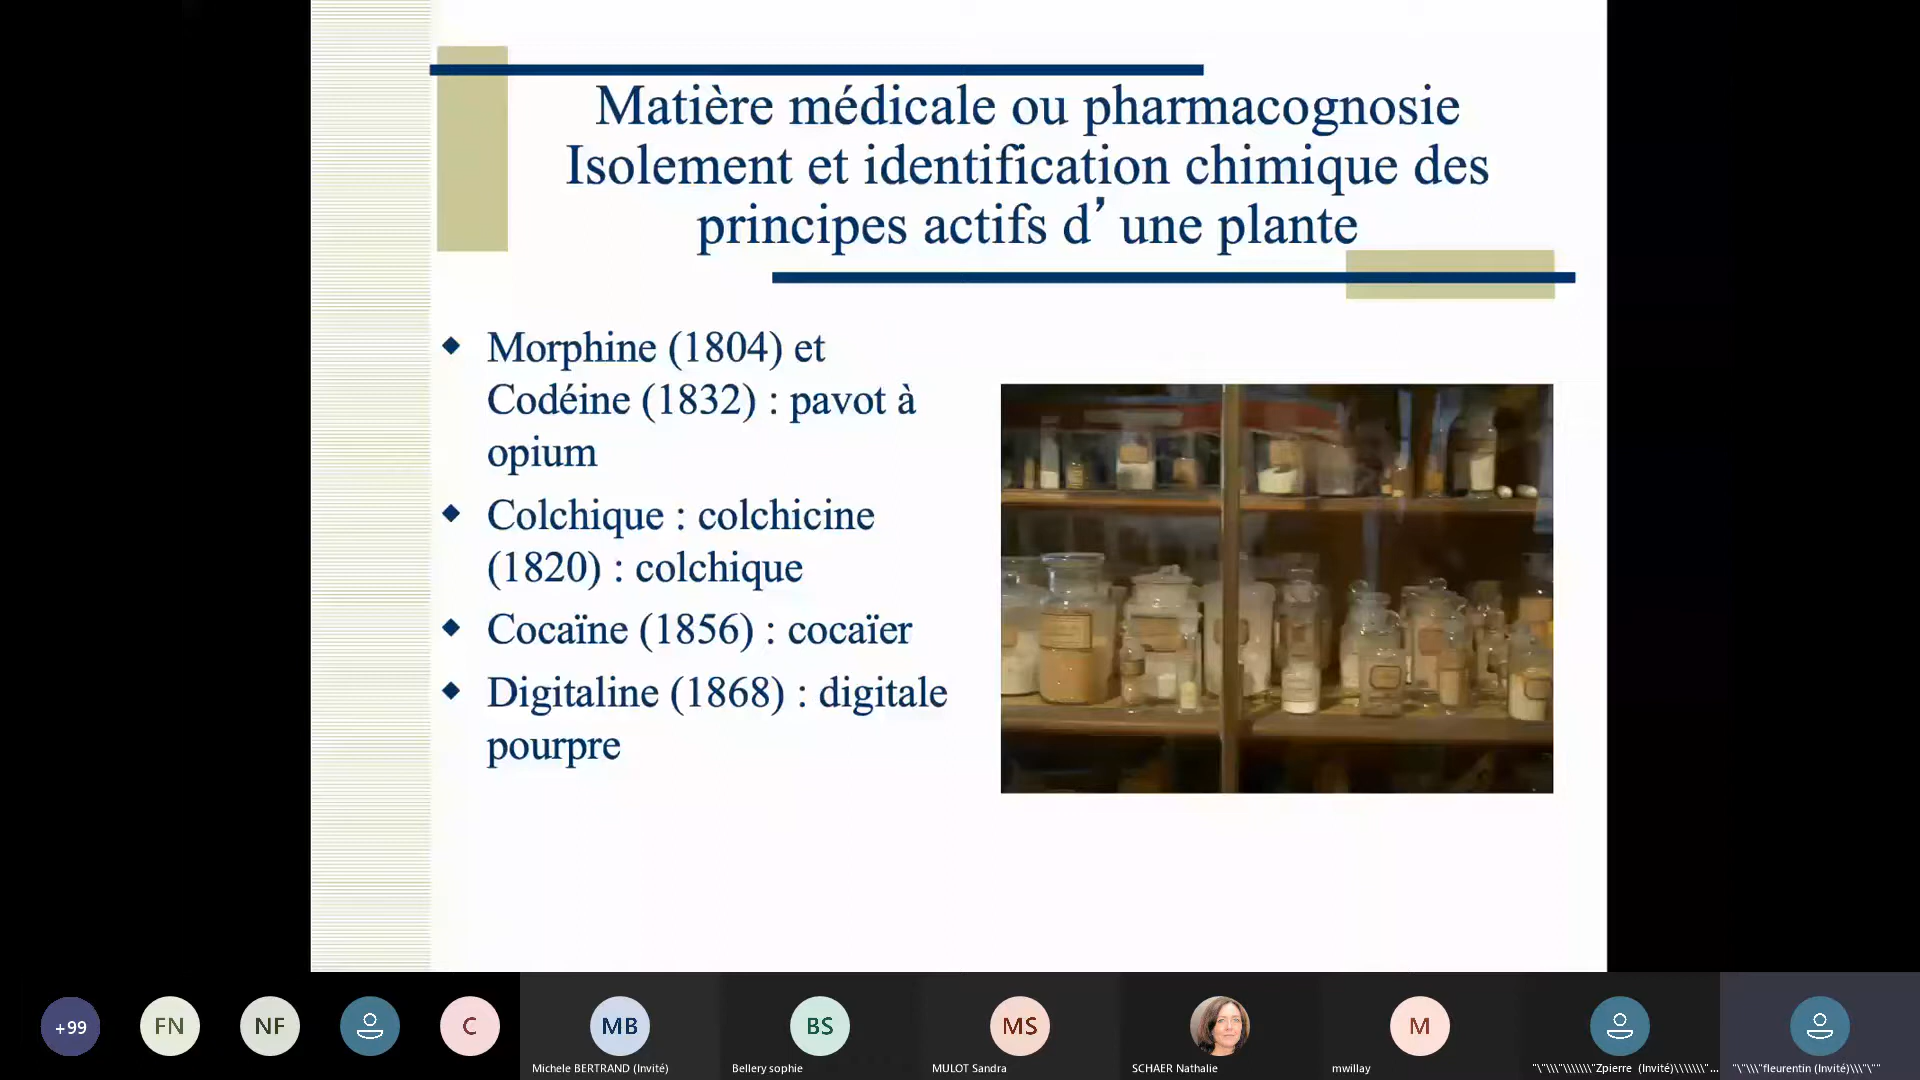 Matière médicale ou pharmacognosie
Isolement et identification chimique des
principes actifs d’ une plante
Morphine (1804) et
Codéine (1832) : pavot à
opium
Colchique : colchicine
(1820) : colchique
Cocaïne (1856) : cocaïer
Digitaline (1868) : digitale
pourpre
+99
FN
NF
C
MB
BS
MS
M
Michele BERTRAND (Invité)
Bellery sophie
MULOT Sandra
SCHAER Nathalie
mwillay
"\"\\\"\\\\\\\"Zpierre (Invité)\\\\\\\"...
"\"\\\"fleurentin (Invité)\\\"\""